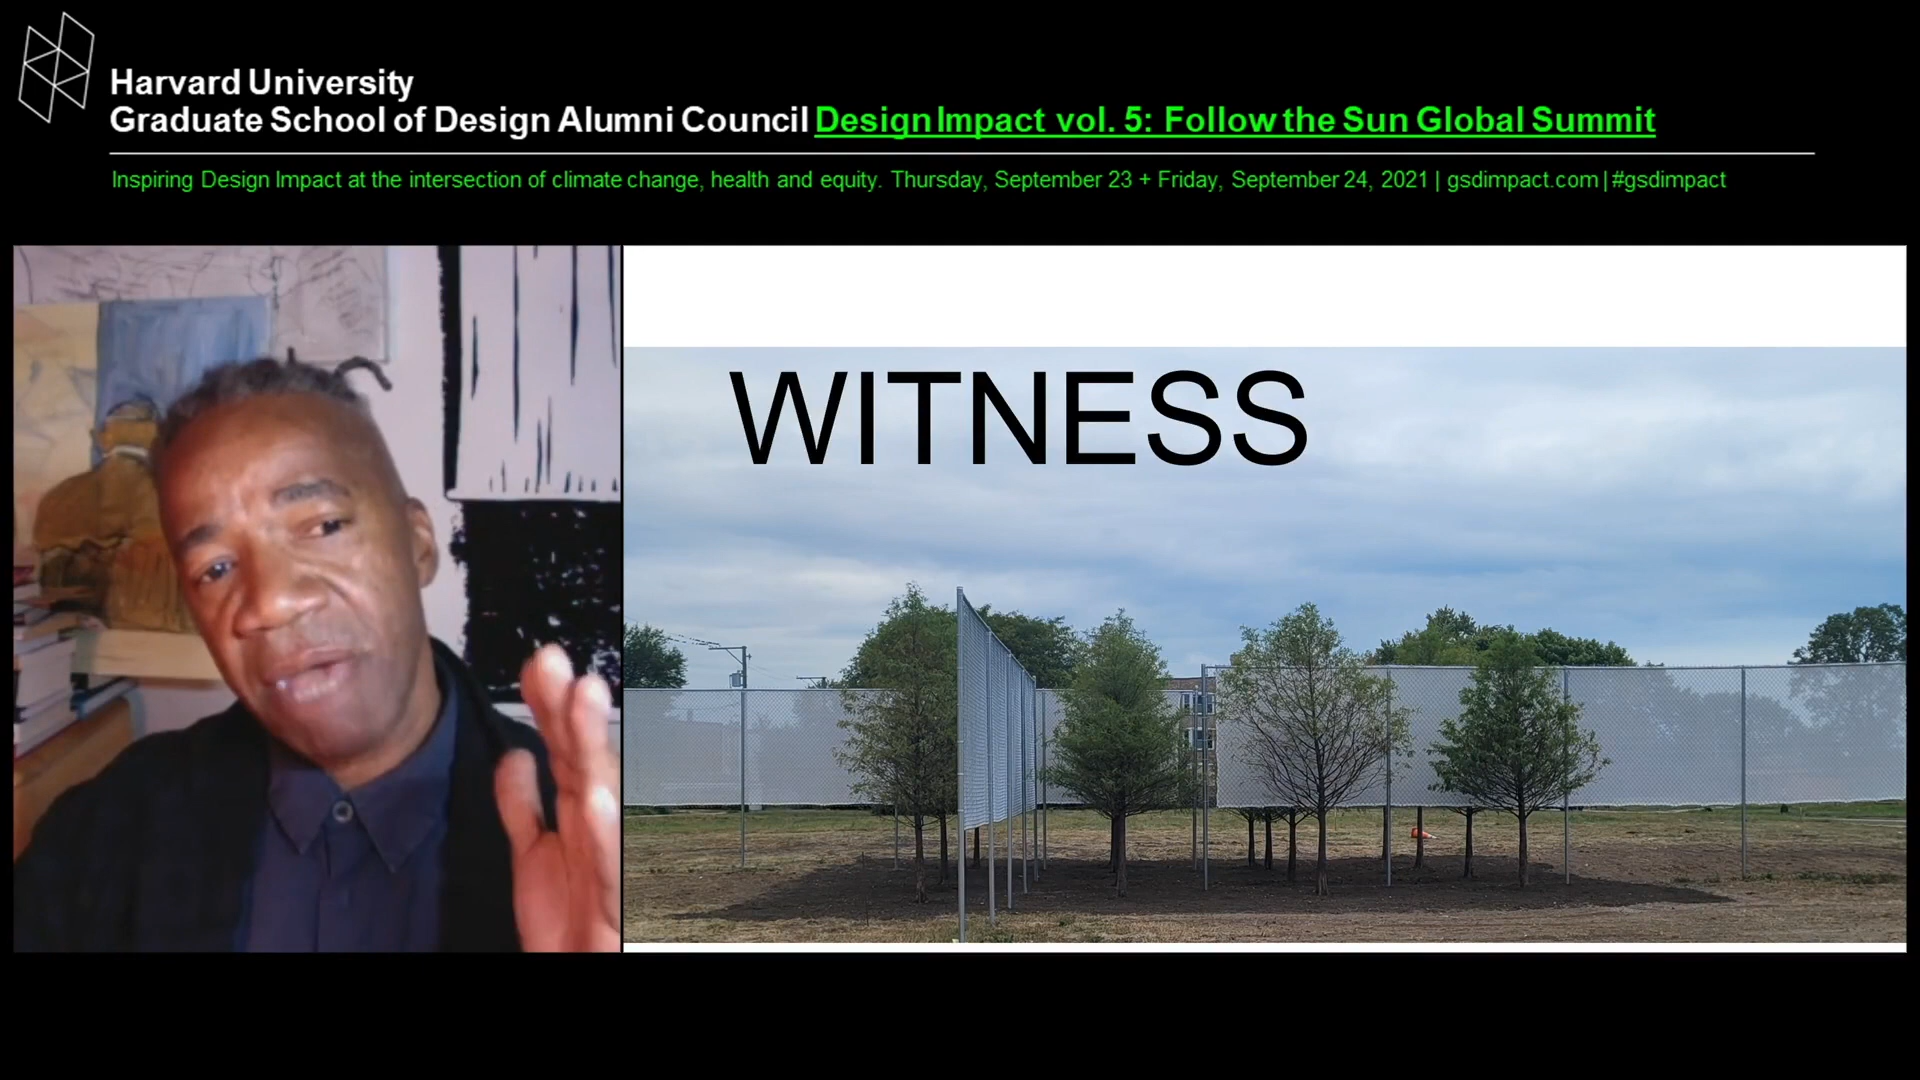 Harvard University
Graduate School of Design Alumni Council Design Impact vol. 5: Follow the Sun Global Summit
Inspiring Design Impact at the intersection of climate change, health and equity. Thursday, September 23 + Friday, September 24, 2021 | gsdimpact.com | #gsdimpact
WITNESS